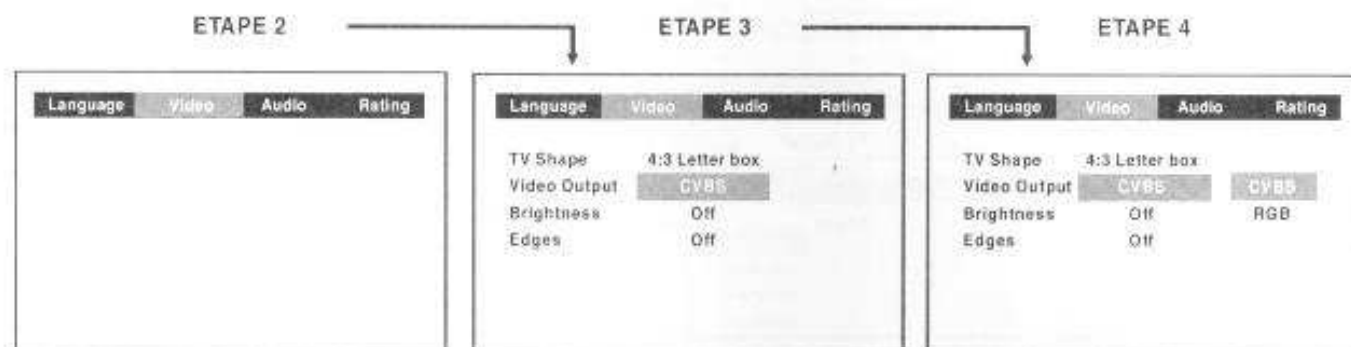 ETAPE 2
ETAPE 3
ETAPE 4
Language Video Audio Rating
Language Video Audio Rating
TV Shape 4:3 Letter box
Video Output CVBS
Brightness Off
Edges Off
Language Video Audio Rating
TV Shape 4:3 Letter box
Video Output CVBS CVBS
Brightness Off RGB
Edges Off